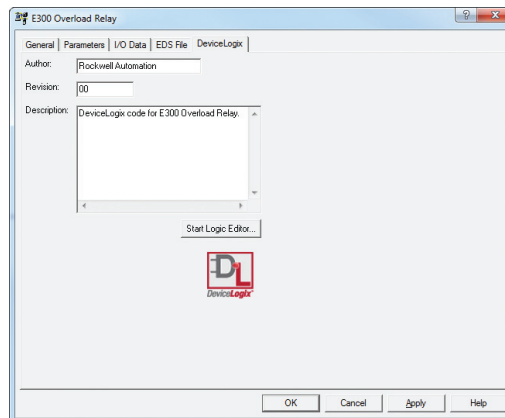 E300 Overload Relay
General Parameters I/O Data EDS File DeviceLogix
Author: Rockwell Automation
Revision: 00
Description: DeviceLogix code for E300 Overload Relay.
Start Logic Editor...
DL
DeviceLogix
OK Cancel Apply Help